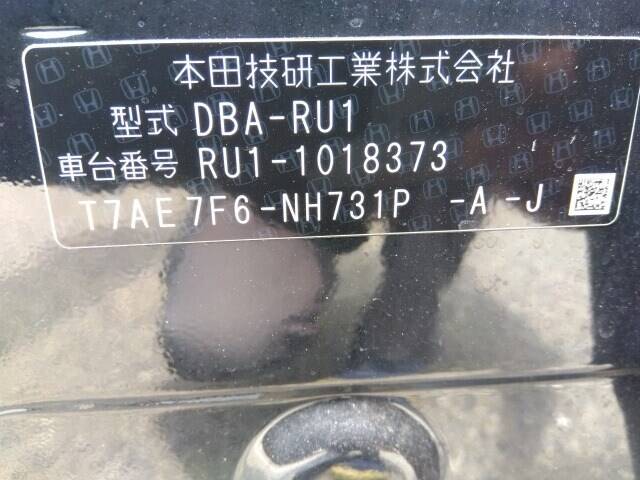 本田技研工業株式会社
型式 DBA-RU1
車台番号 RU1-1018373
T7AE7F6-NH731P -A -J